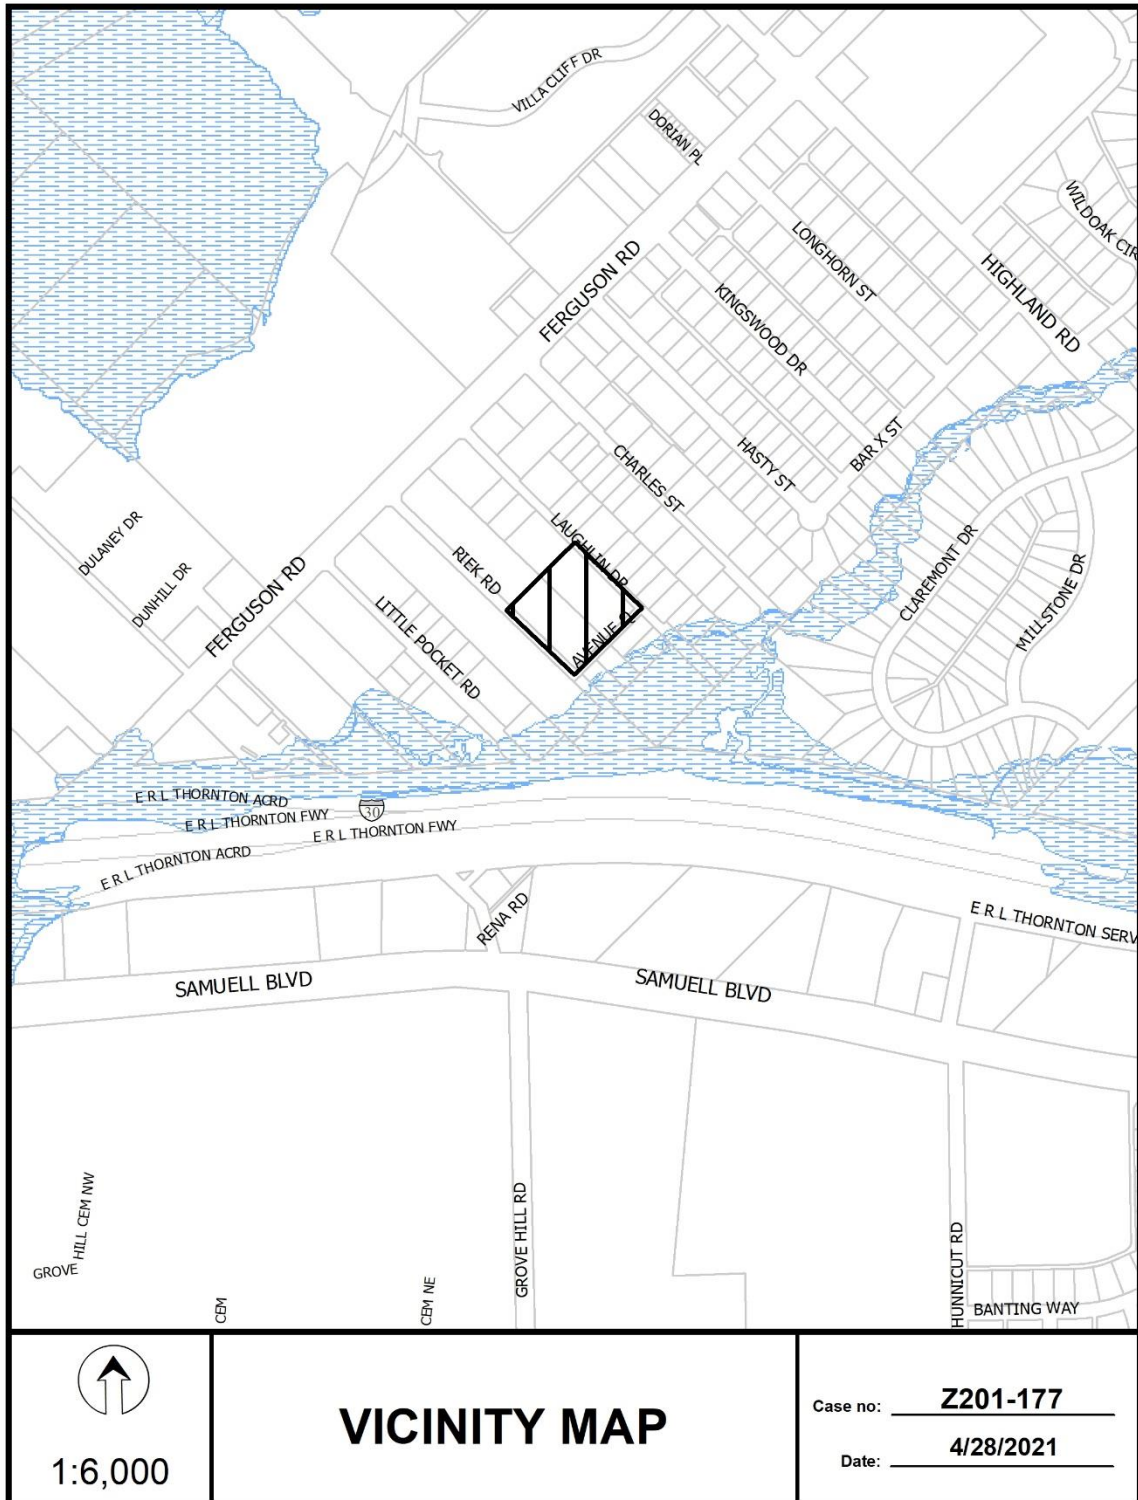 VILLA CLIFF DR
DORIAN PL
WILDOAK CIR
LONGHORN ST
HIGHLAND RD
FERGUSON RD
KINGSWOOD DR
BAR X ST
HASTY ST
CHARLES ST
DULANEY DR
LAUGHLIN DR
CLAREMONT DR
RIEK RD
DUNHILL DR
FERGUSON RD
MILLSTONE DR
LITTLE POCKET RD
AVENUE
E R L THORNTON ACRD
30
E R L THORNTON FWY
E R L THORNTON FWY
E R L THORNTON ACRD
RENA RD
E R L THORNTON SERV
SAMUELL BLVD
SAMUELL BLVD
GROVE HILL CEM NW
GROVE HILL RD
HUNNICUT RD
CEM
CEM NE
BANTING WAY
1:6,000
VICINITY MAP
Case no: Z201-177
Date: 4/28/2021